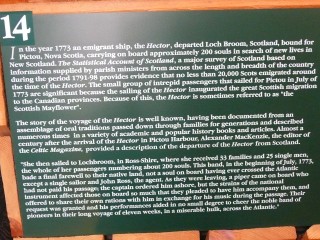 14
In the year 1773 an emigrant ship, the Hector, departed Loch Broom, Scotland, bound for
Pictou, Nova Scotia, carrying on board approximately 200 souls in search of new lives in
New Scotland. The Statistical Account of Scotland, a major survey of Scotland based on
information supplied by parish ministers from across the length and breadth of the country
during the period 1791-98 provides evidence that no less than 20,000 Scots emigrated around
the time of the Hector. The small group of intrepid passengers that sailed for Pictou in July of
1773 are significant because the sailing of the Hector inaugurated the great Scottish migration
to the Canadian provinces. Because of this, the Hector is sometimes referred to as "the
Scottish Mayflower".
The story of the voyage of the Hector is well known, having been documented from an
assemblage of oral traditions passed down through families for generations and described
numerous times in a variety of academic and popular history books and articles. Almost a
century after the arrival of the Hector in Pictou Harbour, Alexander MacKenzie, the editor of
the Celtic Magazine, provided a description of the departure of the Hector from Scotland.
"She then sailed to Lochbroom, in Ross-Shire, where she received 33 families and 25 single men,
the whole of her passengers numbering about 200 souls. This band, in the beginning of July, 1773,
bade a final farewell to their native land, not a soul on board having ever crossed the Atlantic
except a single sailor and John Ross, the agent. As they were leaving, a piper came on board who
had not paid his passage; the captain ordered him ashore, but the strains of the national
instrument affected those on board so much that they pleaded to have him accompany them, and
offered to share their own rations with him in exchange for his music during the passage. Their
request was granted and his performances aided in no small degree to cheer the noble band of
pioneers in their long voyage of eleven weeks, in a miserable hulk, across the Atlantic."